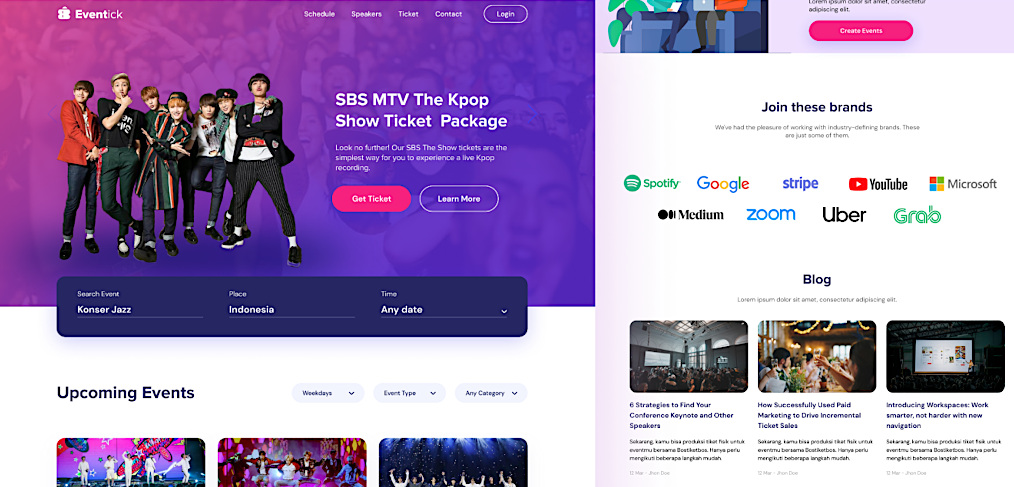 Eventick
Schedule
Speakers
Ticket
Contact
Login
SBS MTV The Kpop
Show Ticket Package
Look no further! Our SBS The Show tickets are the
simplest way for you to experience a live Kpop
recording.
Get Ticket
Learn More
Search Event
Place
Time
Konser Jazz
Indonesia
Any date
Upcoming Events
Weekdays
Event Type
Any Category
Lorem ipsum dolor sit amet, consectetur
adipiscing elit.
Create Events
Join these brands
We've had the pleasure of working with industry-defining brands. These
are just some of them.
Spotify
Google
stripe
YouTube
Microsoft
Medium
zoom
Uber
Grab
Blog
Lorem ipsum dolor sit amet, consectetur adipiscing elit.
6 Strategies to Find Your
Conference Keynote and Other
Speakers
Sekarang, kamu bisa produksi tiket fisik untuk
eventmu bersama Bostiketbos. Hanya perlu
mengikuti beberapa langkah mudah.
12 Mar - Jhon Doe
How Successfully Used Paid
Marketing to Drive Incremental
Ticket Sales
Sekarang, kamu bisa produksi tiket fisik untuk
eventmu bersama Bostiketbos. Hanya perlu
mengikuti beberapa langkah mudah.
12 Mar - Jhon Doe
Introducing Workspaces: Work
smarter, not harder with new
navigation
Sekarang, kamu bisa produksi tiket fisik untuk
eventmu bersama Bostiketbos. Hanya perlu
mengikuti beberapa langkah mudah.
12 Mar - Jhon Doe